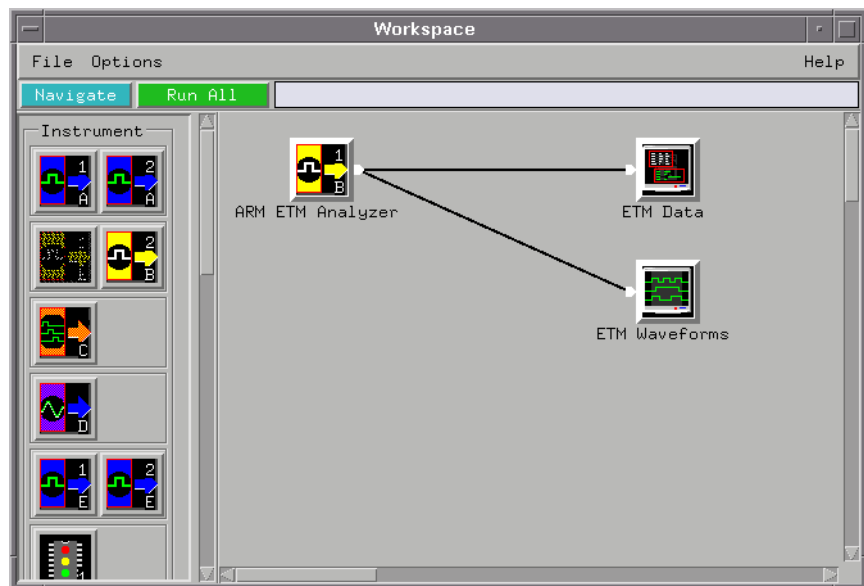 Workspace
File Options Help
Navigate Run All
Instrument
1 A
2 A
2 B
C
D
1 E
2 E
1
1 B
ARM ETM Analyzer
ETM Data
ETM Waveforms